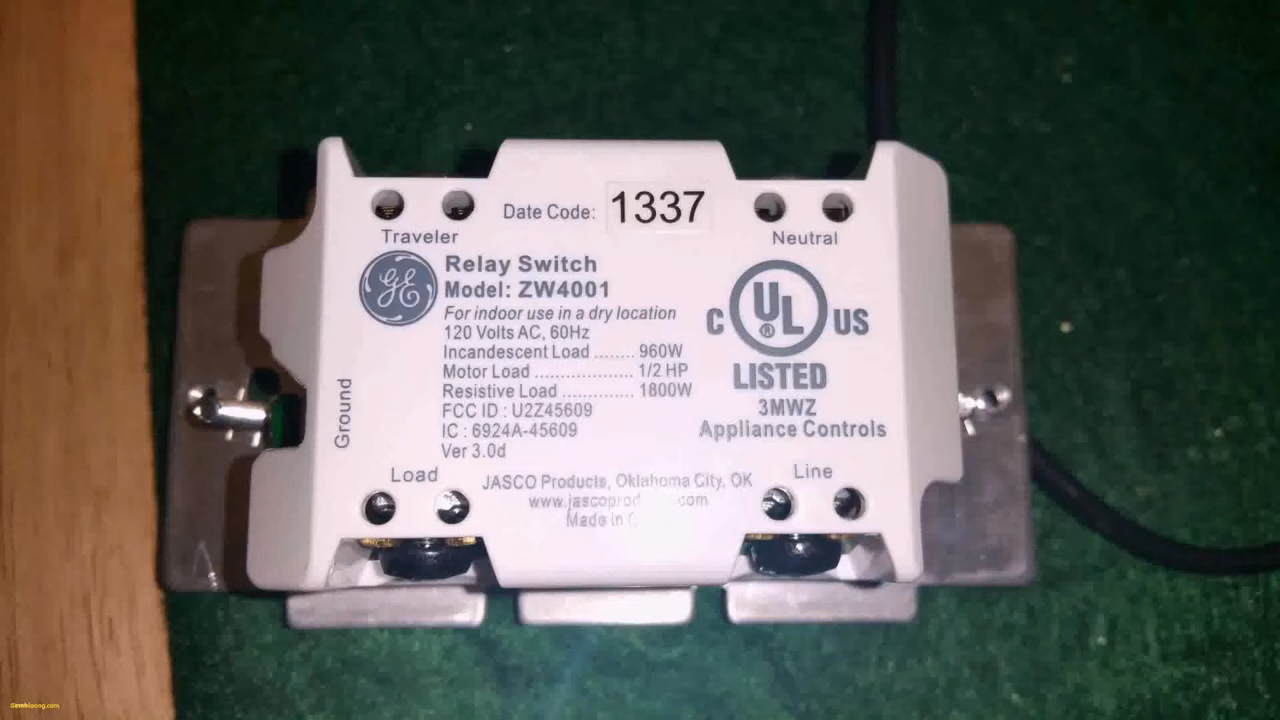 Date Code: 1337
Traveler
Neutral
GE
Relay Switch
Model: ZW4001
For indoor use in a dry location
120 Volts AC, 60Hz
Incandescent Load ........ 960W
Motor Load ................... 1/2 HP
Resistive Load .............. 1800W
FCC ID : U2Z45609
IC : 6924A-45609
Ver 3.0d
C UL US
®
LISTED
3MWZ
Appliance Controls
Ground
Load
Line
JASCO Products, Oklahoma City, OK
Made in